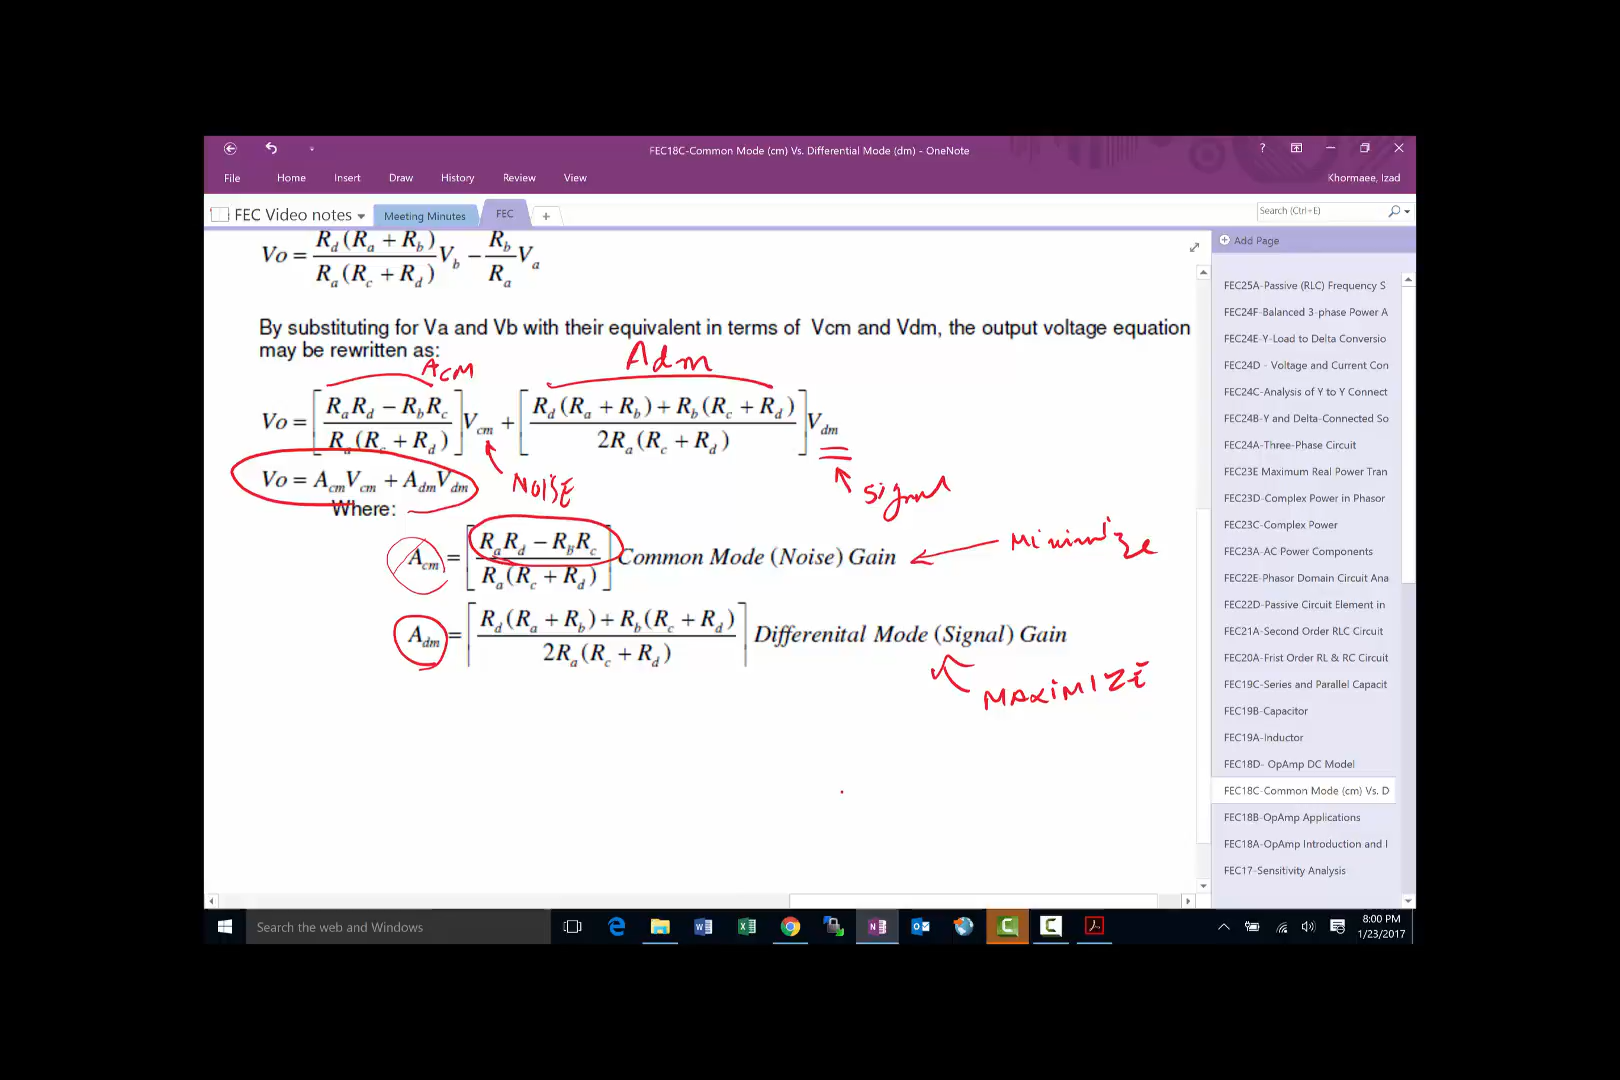 FEC18C-Common Mode (cm) Vs. Differential Mode (dm) - OneNote
?
File Home Insert Draw History Review View
Khormaee, Izad
FEC Video notes
Meeting Minutes
FEC
+
Search (Ctrl+E)
Add Page
FEC25A-Passive (RLC) Frequency S
FEC24F-Balanced 3-phase Power A
FEC24E-Y-Load to Delta Conversio
FEC24D - Voltage and Current Con
FEC24C-Analysis of Y to Y Connect
FEC24B-Y and Delta-Connected So
FEC24A-Three-Phase Circuit
FEC23E Maximum Real Power Tran
FEC23D-Complex Power in Phasor
FEC23C-Complex Power
FEC23A-AC Power Components
FEC22E-Phasor Domain Circuit Ana
FEC22D-Passive Circuit Element in
FEC21A-Second Order RLC Circuit
FEC20A-Frist Order RL & RC Circuit
FEC19C-Series and Parallel Capacit
FEC19B-Capacitor
FEC19A-Inductor
FEC18D- OpAmp DC Model
FEC18C-Common Mode (cm) Vs. D
FEC18B-OpAmp Applications
FEC18A-OpAmp Introduction and I
FEC17-Sensitivity Analysis
Vo = R_d (R_a + R_b) / R_a (R_c + R_d) V_b − R_b / R_a V_a
By substituting for Va and Vb with their equivalent in terms of Vcm and Vdm, the output voltage equation
may be rewritten as:
ACM
Adm
Vo = [R_a R_d − R_b R_c / R_a (R_c + R_d)] V_cm + [R_d (R_a + R_b) + R_b (R_c + R_d) / 2R_a (R_c + R_d)] V_dm
Vo = A_cm V_cm + A_dm V_dm
NOISE
signal
Where:
A_cm = [R_a R_d − R_B R_c / R_a (R_c + R_d)] Common Mode (Noise) Gain
Minimize
A_dm = [R_d (R_a + R_b) + R_b (R_c + R_d) / 2R_a (R_c + R_d)] Differenital Mode (Signal) Gain
MAXIMIZE
Search the web and Windows
8:00 PM
1/23/2017